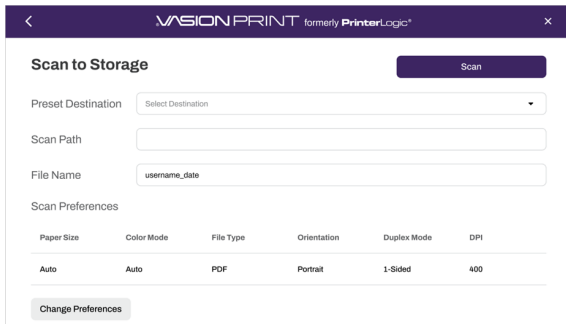 VASION PRINT formerly PrinterLogic®
Scan to Storage
Scan
Preset Destination Select Destination
Scan Path
File Name username_date
Scan Preferences
Paper Size Color Mode File Type Orientation Duplex Mode DPI
Auto Auto PDF Portrait 1-Sided 400
Change Preferences